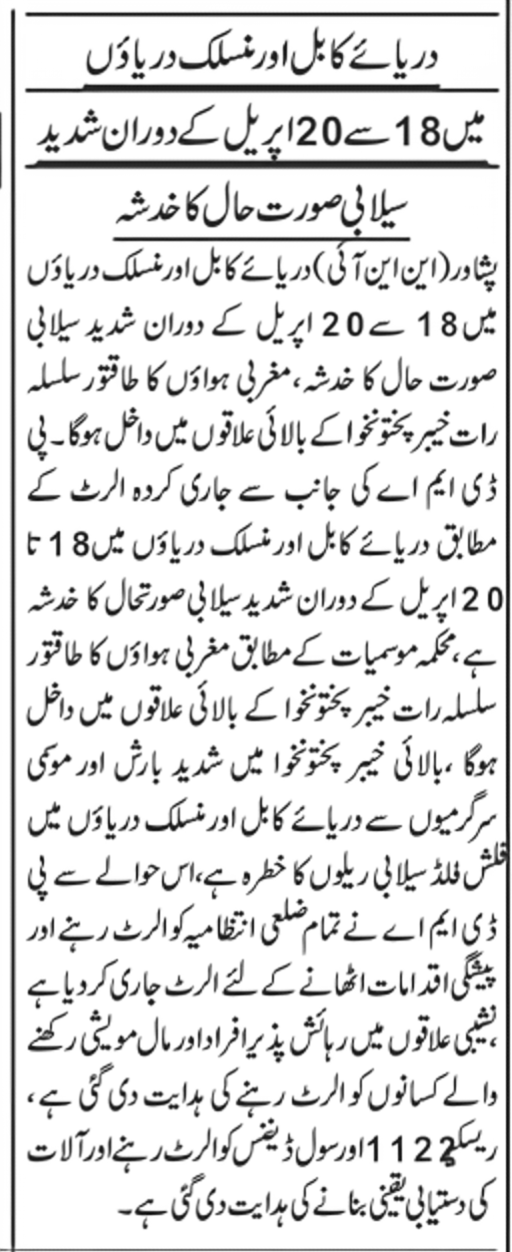 دریائے کابل اور منسلک دریاؤں
میں 18 سے 20 اپریل کے دوران شدید
سیلابی صورت حال کا خدشہ
پشاور (این این آئی) دریائے کابل اور منسلک دریاؤں
میں 18 سے 20 اپریل کے دوران شدید سیلابی
صورت حال کا خدشہ، مغربی ہواؤں کا طاقتور سلسلہ
رات خیبر پختونخوا کے بالائی علاقوں میں داخل ہوگا۔ پی
ڈی ایم اے کی جانب سے جاری کردہ الرٹ کے
مطابق دریائے کابل اور منسلک دریاؤں میں 18 تا
20 اپریل کے دوران شدید سیلابی صورتحال کا خدشہ
ہے، محکمہ موسمیات کے مطابق مغربی ہواؤں کا طاقتور
سلسلہ رات خیبر پختونخوا کے بالائی علاقوں میں داخل
ہوگا ،بالائی خیبر پختونخوا میں شدید بارش اور موسمی
سرگرمیوں سے دریائے کابل اور منسلک دریاؤں میں
فلش فلڈ سیلابی ریلوں کا خطرہ ہے،اس حوالے سے پی
ڈی ایم اے نے تمام ضلعی انتظامیہ کو الرٹ رہنے اور
پیشگی اقدامات اٹھانے کے لئے الرٹ جاری کر دیا ہے
،نشیبی علاقوں میں رہائش پذیر افراد اور مال مویشی رکھنے
والے کسانوں کو الرٹ رہنے کی ہدایت دی گئی ہے،
ریسکیو 1122 اور سول ڈیفنس کو الرٹ رہنے اور آلات
کی دستیابی یقینی بنانے کی ہدایت دی گئی ہے۔